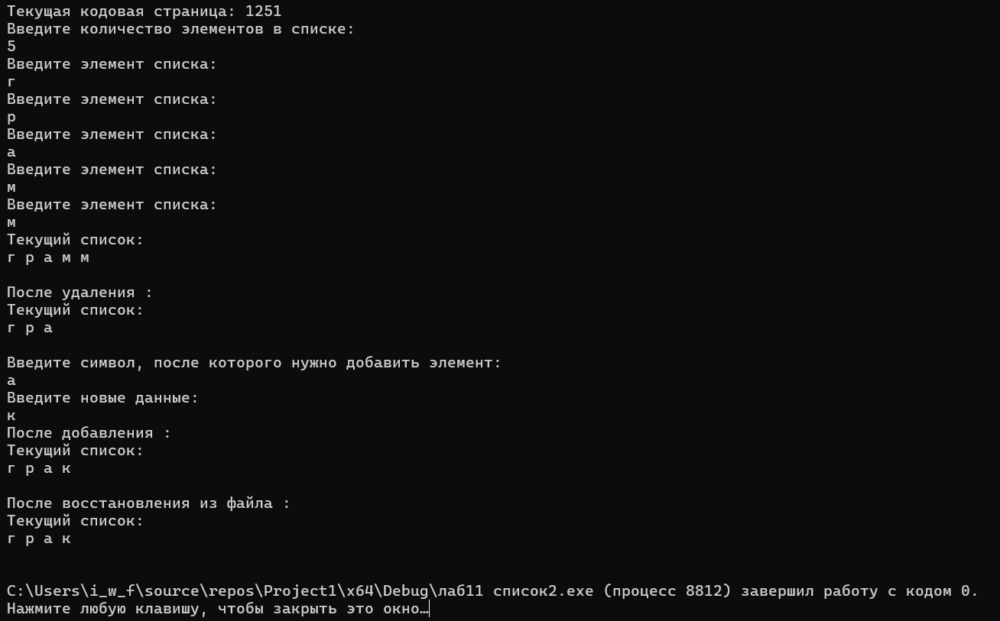 Текущая кодовая страница: 1251
Введите количество элементов в списке:
5
Введите элемент списка:
г
Введите элемент списка:
р
Введите элемент списка:
а
Введите элемент списка:
м
Введите элемент списка:
м
Текущий список:
г р а м м
После удаления :
Текущий список:
г р а
Введите символ, после которого нужно добавить элемент:
а
Введите новые данные:
к
После добавления :
Текущий список:
г р а к
После восстановления из файла :
Текущий список:
г р а к
C:\Users\i_w_f\source\repos\Project1\x64\Debug\лаб11 список2.exe (процесс 8812) завершил работу с кодом 0.
Нажмите любую клавишу, чтобы закрыть это окно…